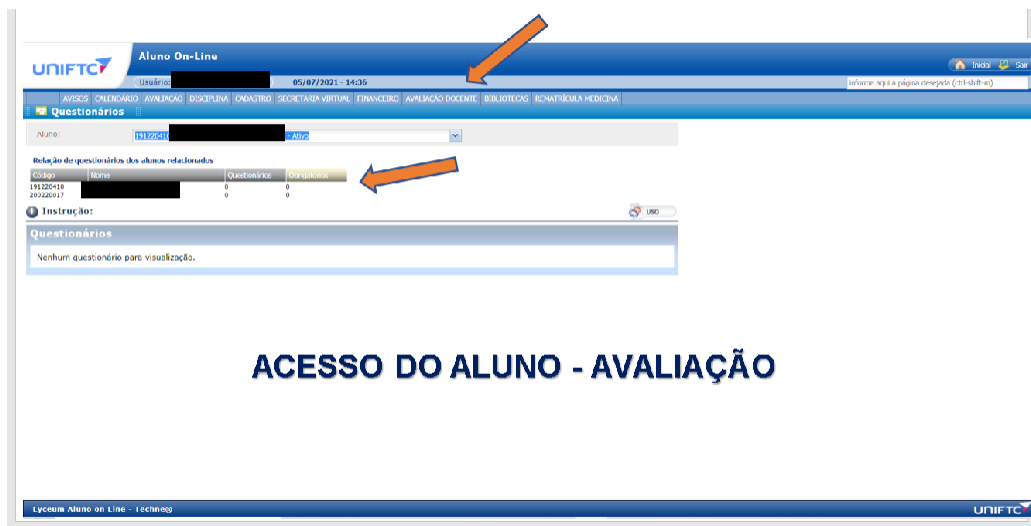 UNIFTC
Aluno On-Line
Inicial Sair
Usuário: 05/07/2021 - 14:36
Informe aqui a página desejada (ctrl-shift-m)
AVISOS CALENDÁRIO AVALIAÇÃO DISCIPLINA CADASTRO SECRETARIA VIRTUAL FINANCEIRO AVALIAÇÃO DOCENTE BIBLIOTECAS REMATRÍCULA MEDICINA
Questionários
Aluno: 191220410 - Ativo
Relação de questionários dos alunos relacionados
Código Nome Questionários Obrigatórios
191220410 0 0
203220017 0 0
Instrução:
USO
Questionários
Nenhum questionário para visualização.
ACESSO DO ALUNO - AVALIAÇÃO
Lyceum Aluno on Line - Techne@
UNIFTC